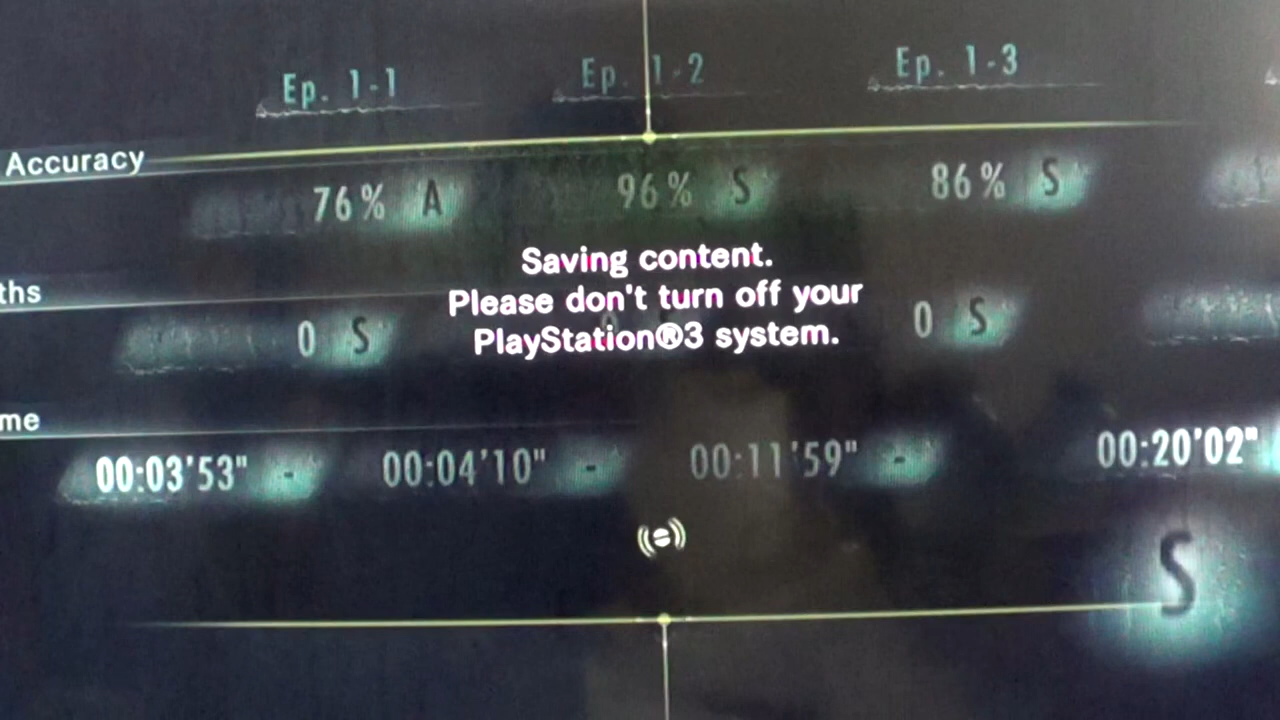 Ep. 1-1 Ep. 1-2 Ep. 1-3
Accuracy
76% A 96% S 86% S
Saving content.
ths
Please don't turn off your
0 S 0 S
PlayStation®3 system.
me
00:03'53" - 00:04'10" - 00:11'59" - 00:20'02"
S